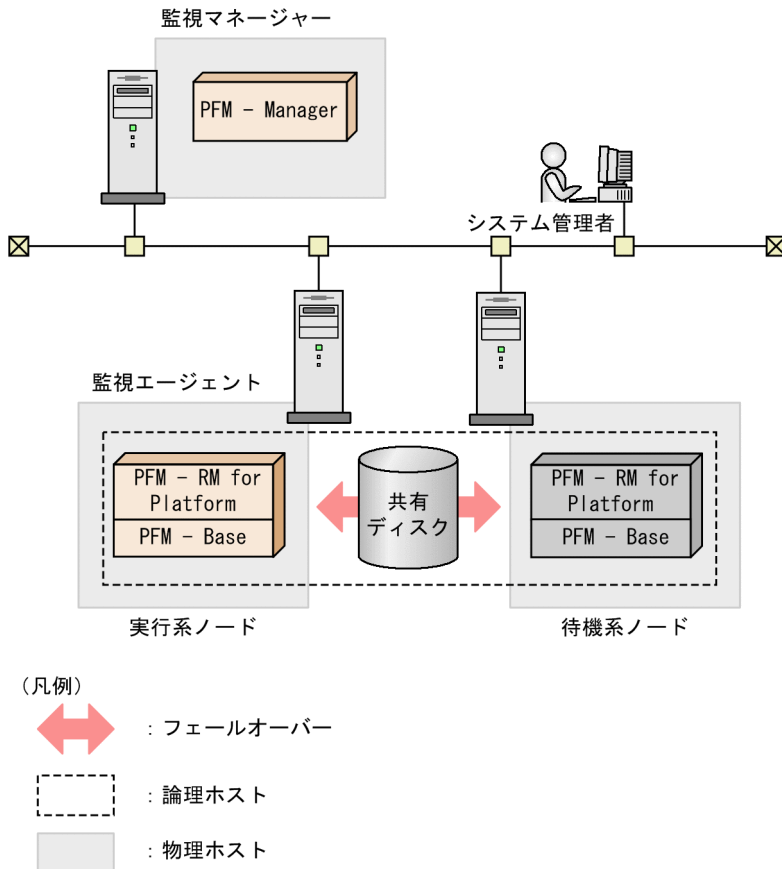 監視マネージャー
PFM － Manager
システム管理者
監視エージェント
PFM － RM for
Platform
PFM － Base
共有
ディスク
PFM － RM for
Platform
PFM － Base
実行系ノード
待機系ノード
（凡例）
：フェールオーバー
：論理ホスト
：物理ホスト